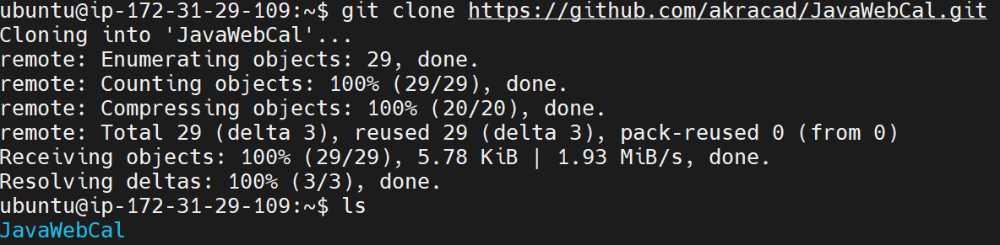 ubuntu@ip-172-31-29-109:~$ git clone https://github.com/akracad/JavaWebCal.git
Cloning into 'JavaWebCal'...
remote: Enumerating objects: 29, done.
remote: Counting objects: 100% (29/29), done.
remote: Compressing objects: 100% (20/20), done.
remote: Total 29 (delta 3), reused 29 (delta 3), pack-reused 0 (from 0)
Receiving objects: 100% (29/29), 5.78 KiB | 1.93 MiB/s, done.
Resolving deltas: 100% (3/3), done.
ubuntu@ip-172-31-29-109:~$ ls
JavaWebCal